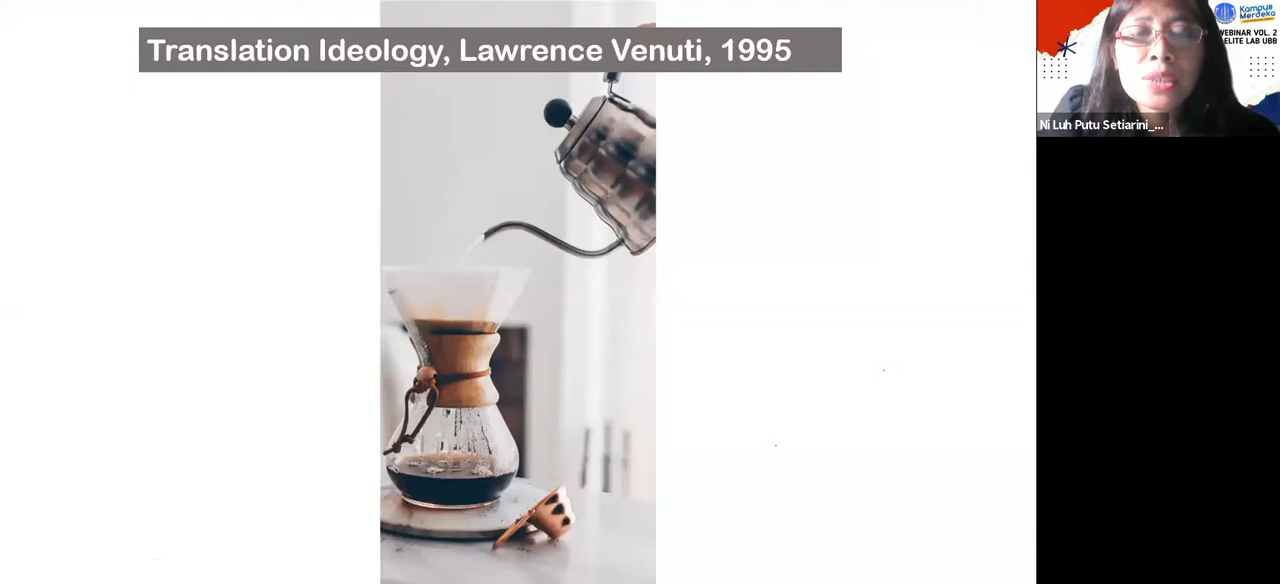 Translation Ideology, Lawrence Venuti, 1995
Kampus
Merdeka
WEBINAR VOL. 2
ELITE LAB UBB
Ni Luh Putu Setiarini_...